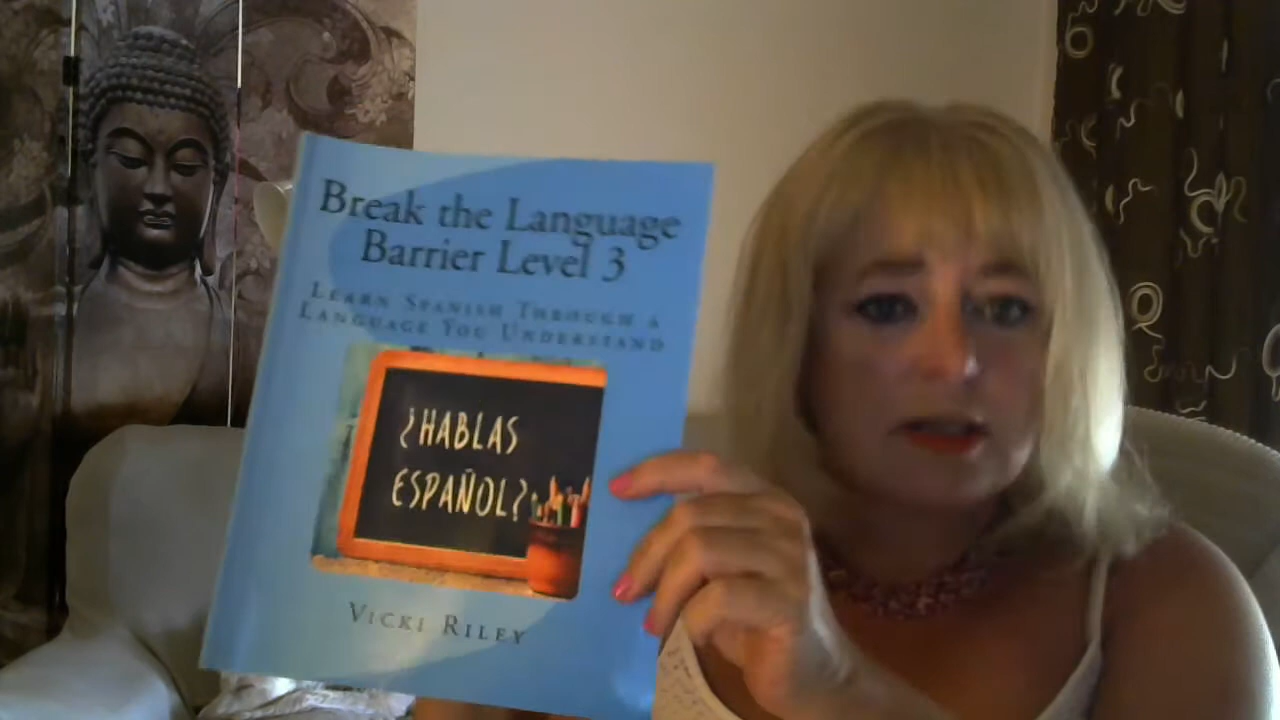 Break the Language
Barrier Level 3
Learn Spanish Through a
Language You Understand
¿HABLAS
ESPAÑOL?
Vicki Riley